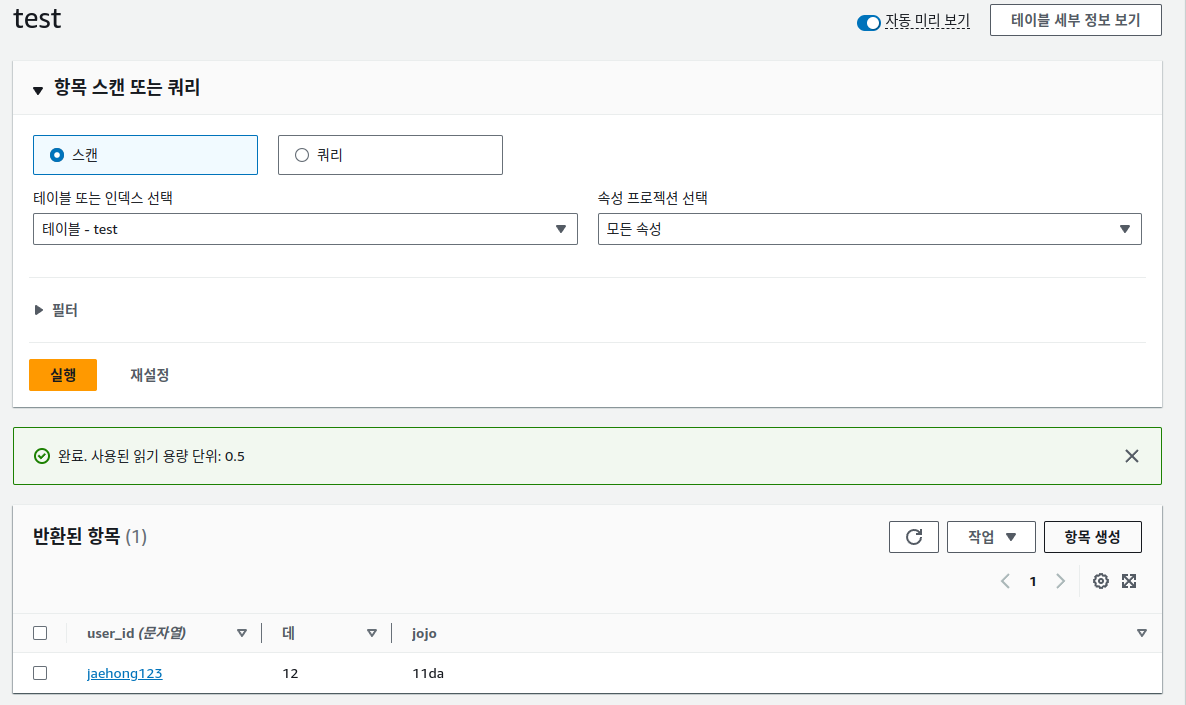 test
자동 미리 보기
테이블 세부 정보 보기
항목 스캔 또는 쿼리
스캔
쿼리
테이블 또는 인덱스 선택
속성 프로젝션 선택
테이블 - test
모든 속성
필터
실행
재설정
완료. 사용된 읽기 용량 단위: 0.5
반환된 항목 (1)
작업
항목 생성
1
user_id (문자열) 데 jojo
jaehong123 12 11da